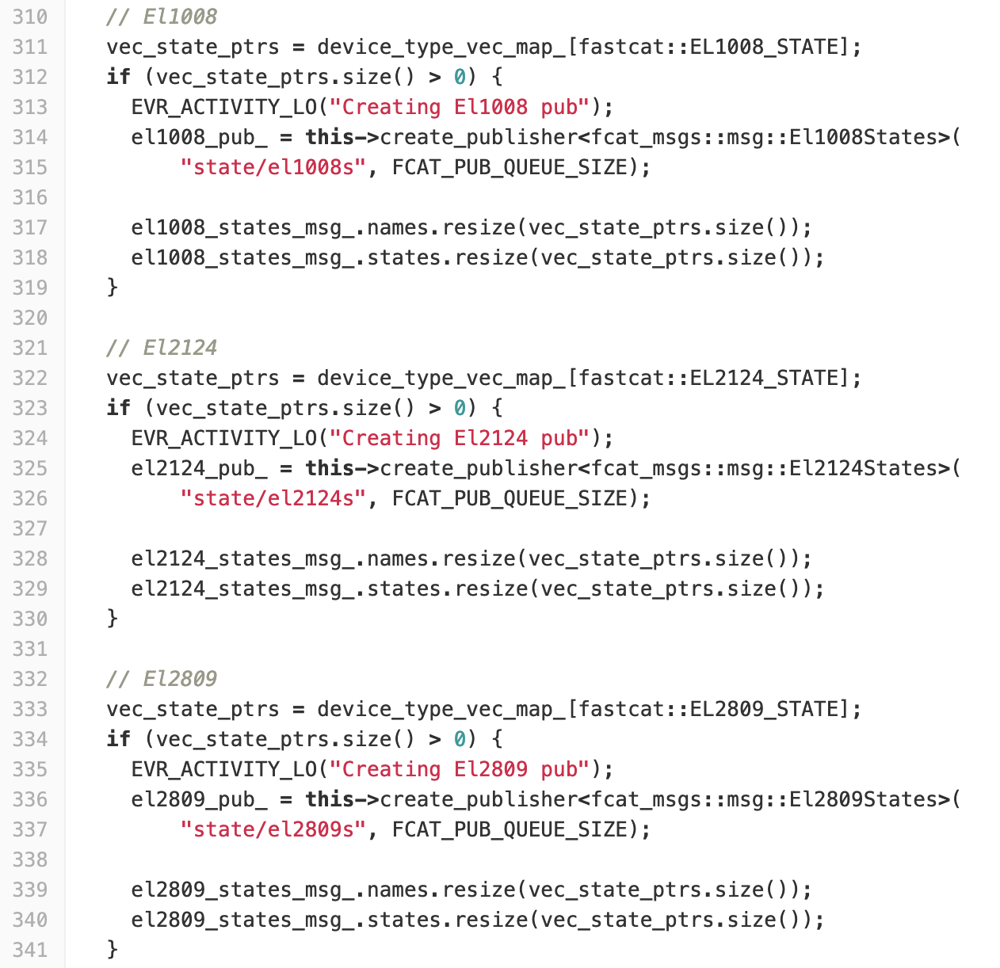 310 // El1008
311 vec_state_ptrs = device_type_vec_map_[fastcat::EL1008_STATE];
312 if (vec_state_ptrs.size() > 0) {
313 EVR_ACTIVITY_LO("Creating El1008 pub");
314 el1008_pub_ = this->create_publisher<fcat_msgs::msg::El1008States>(
315 "state/el1008s", FCAT_PUB_QUEUE_SIZE);
316
317 el1008_states_msg_.names.resize(vec_state_ptrs.size());
318 el1008_states_msg_.states.resize(vec_state_ptrs.size());
319 }
320
321 // El2124
322 vec_state_ptrs = device_type_vec_map_[fastcat::EL2124_STATE];
323 if (vec_state_ptrs.size() > 0) {
324 EVR_ACTIVITY_LO("Creating El2124 pub");
325 el2124_pub_ = this->create_publisher<fcat_msgs::msg::El2124States>(
326 "state/el2124s", FCAT_PUB_QUEUE_SIZE);
327
328 el2124_states_msg_.names.resize(vec_state_ptrs.size());
329 el2124_states_msg_.states.resize(vec_state_ptrs.size());
330 }
331
332 // El2809
333 vec_state_ptrs = device_type_vec_map_[fastcat::EL2809_STATE];
334 if (vec_state_ptrs.size() > 0) {
335 EVR_ACTIVITY_LO("Creating El2809 pub");
336 el2809_pub_ = this->create_publisher<fcat_msgs::msg::El2809States>(
337 "state/el2809s", FCAT_PUB_QUEUE_SIZE);
338
339 el2809_states_msg_.names.resize(vec_state_ptrs.size());
340 el2809_states_msg_.states.resize(vec_state_ptrs.size());
341 }